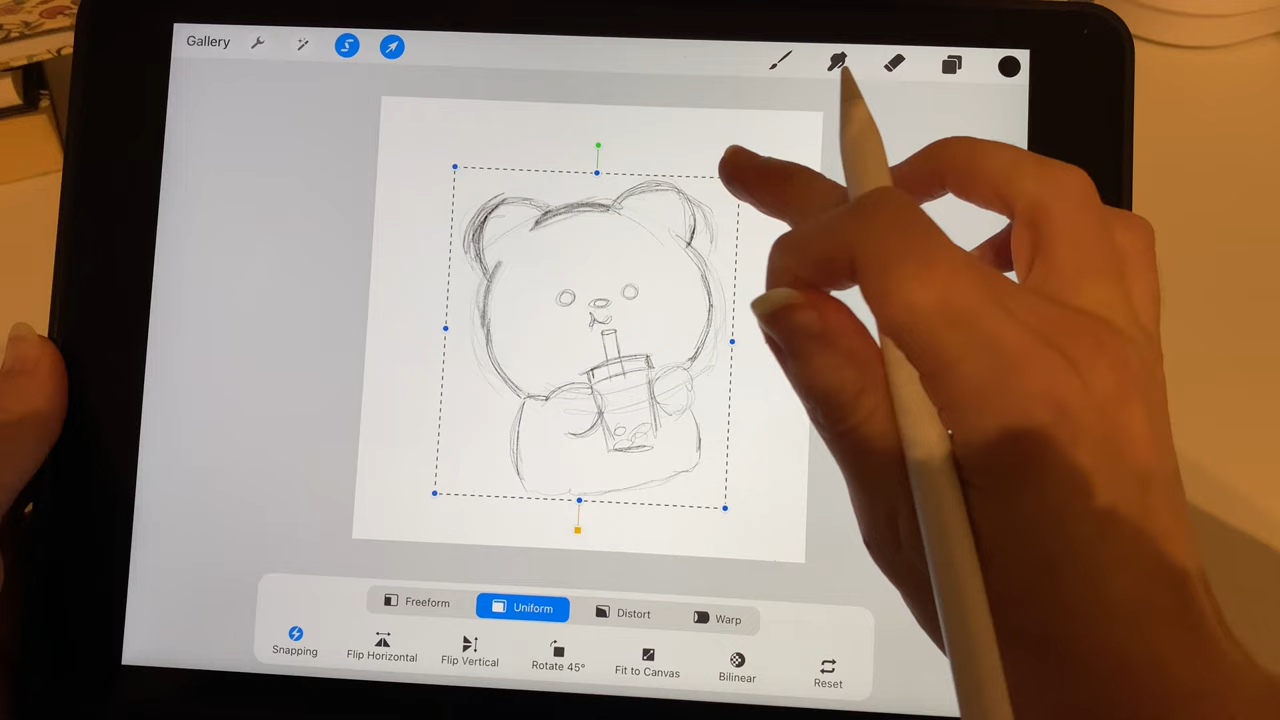 Gallery
Freeform Uniform Distort Warp
Snapping Flip Horizontal Flip Vertical Rotate 45° Fit to Canvas Bilinear Reset